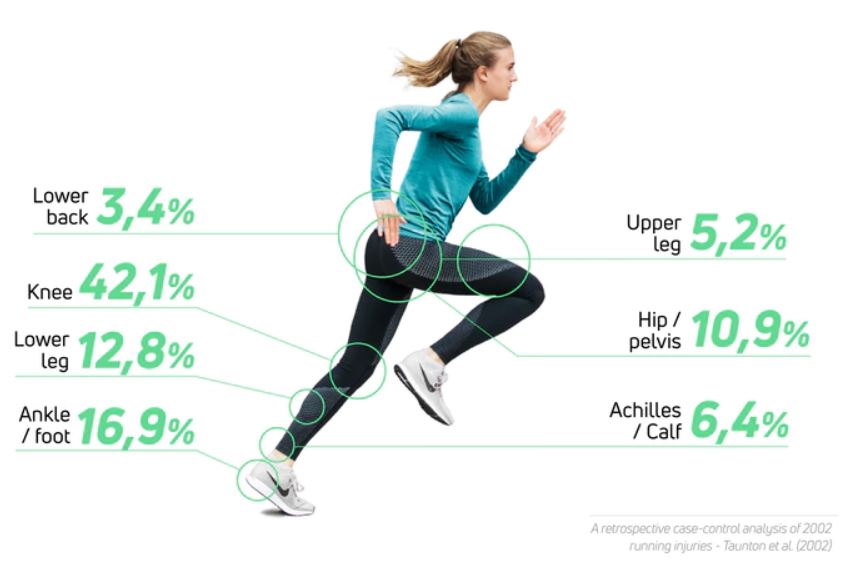 Lower
back 3,4%
Knee 42,1%
Lower
leg 12,8%
Ankle
/ foot 16,9%
Upper
leg 5,2%
Hip /
pelvis 10,9%
Achilles
/ Calf 6,4%
A retrospective case-control analysis of 2002
running injuries - Taunton et al. (2002)